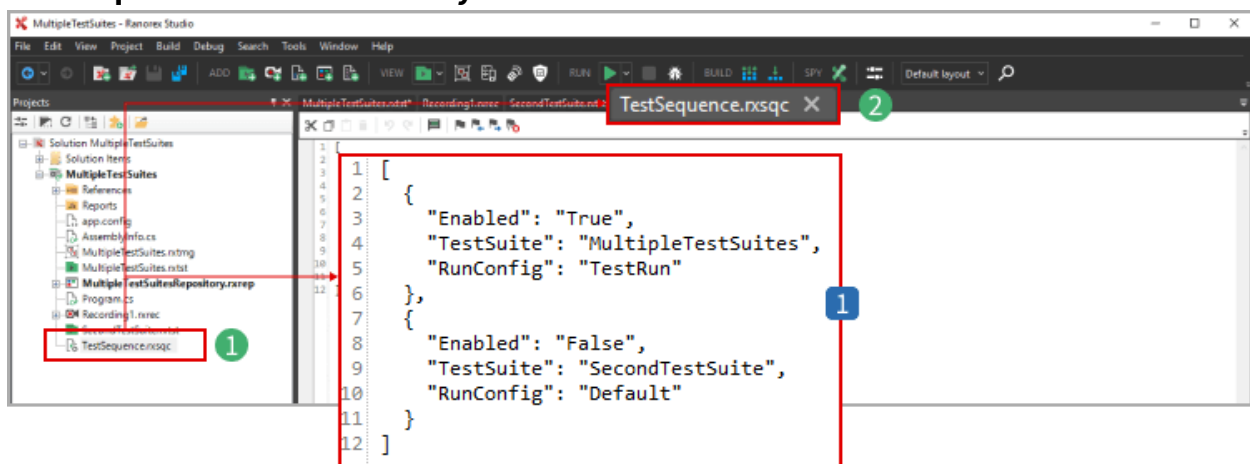 MultipleTestSuites - Ranorex Studio
File Edit View Project Build Debug Search Tools Window Help
ADD VIEW RUN BUILD SPY Default layout
Projects
MultipleTestSuites.rxtst* Recording1.rxrec SecondTestSuite.rxtst
TestSequence.rxsqc
2
Solution MultipleTestSuites
Solution Items
MultipleTestSuites
References
Reports
app.config
AssemblyInfo.cs
MultipleTestSuites.rxtmg
MultipleTestSuites.rxtst
MultipleTestSuitesRepository.rxrep
Program.cs
Recording1.rxrec
SecondTestSuite.rxtst
TestSequence.rxsqc
1
1 [
2 {
3 "Enabled": "True",
4 "TestSuite": "MultipleTestSuites",
5 "RunConfig": "TestRun"
6 },
7 {
8 "Enabled": "False",
9 "TestSuite": "SecondTestSuite",
10 "RunConfig": "Default"
11 }
12 ]
1